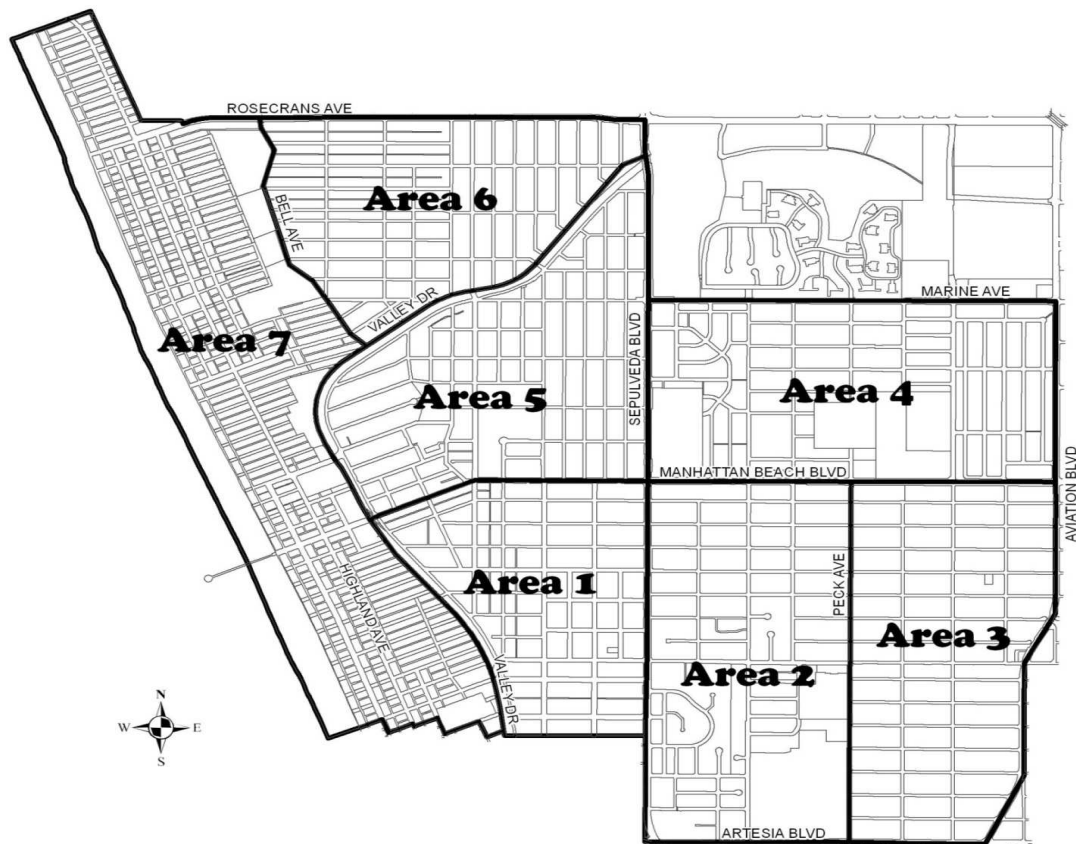 ROSECRANS AVE
Area 6
BELL AVE
VALLEY DR
MARINE AVE
Area 7
SEPULVEDA BLVD
Area 4
Area 5
MANHATTAN BEACH BLVD
AVIATION BLVD
Area 1
HIGHLAND AVE
PECK AVE
Area 3
Area 2
VALLEY DR
N
W
E
S
ARTESIA BLVD